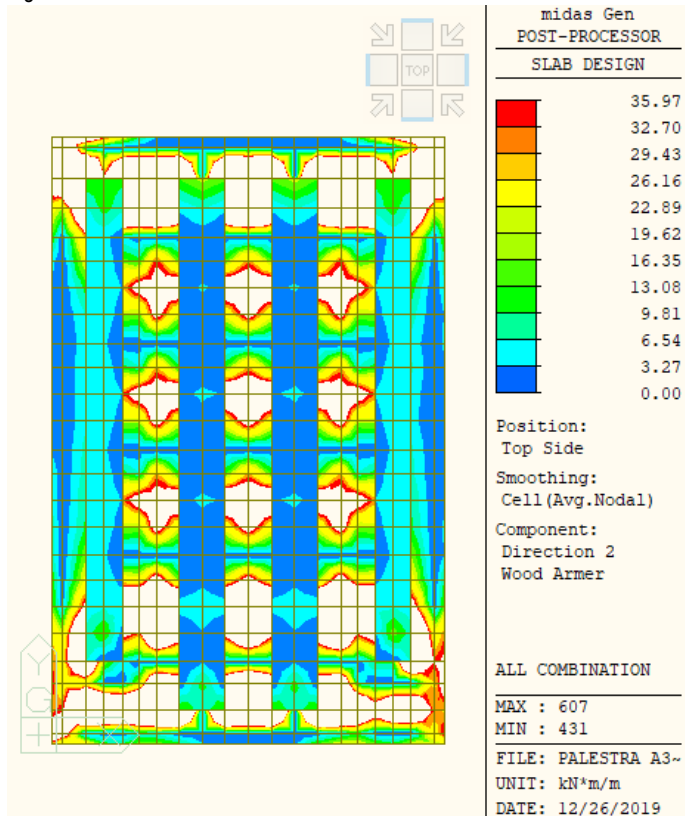 midas Gen
POST-PROCESSOR
SLAB DESIGN
TOP
35.97
32.70
29.43
26.16
22.89
19.62
16.35
13.08
9.81
6.54
3.27
0.00
Position:
Top Side
Smoothing:
Cell(Avg.Nodal)
Component:
Direction 2
Wood Armer
ALL COMBINATION
MAX : 607
MIN : 431
FILE: PALESTRA A3~
UNIT: kN*m/m
DATE: 12/26/2019
Y
G
X